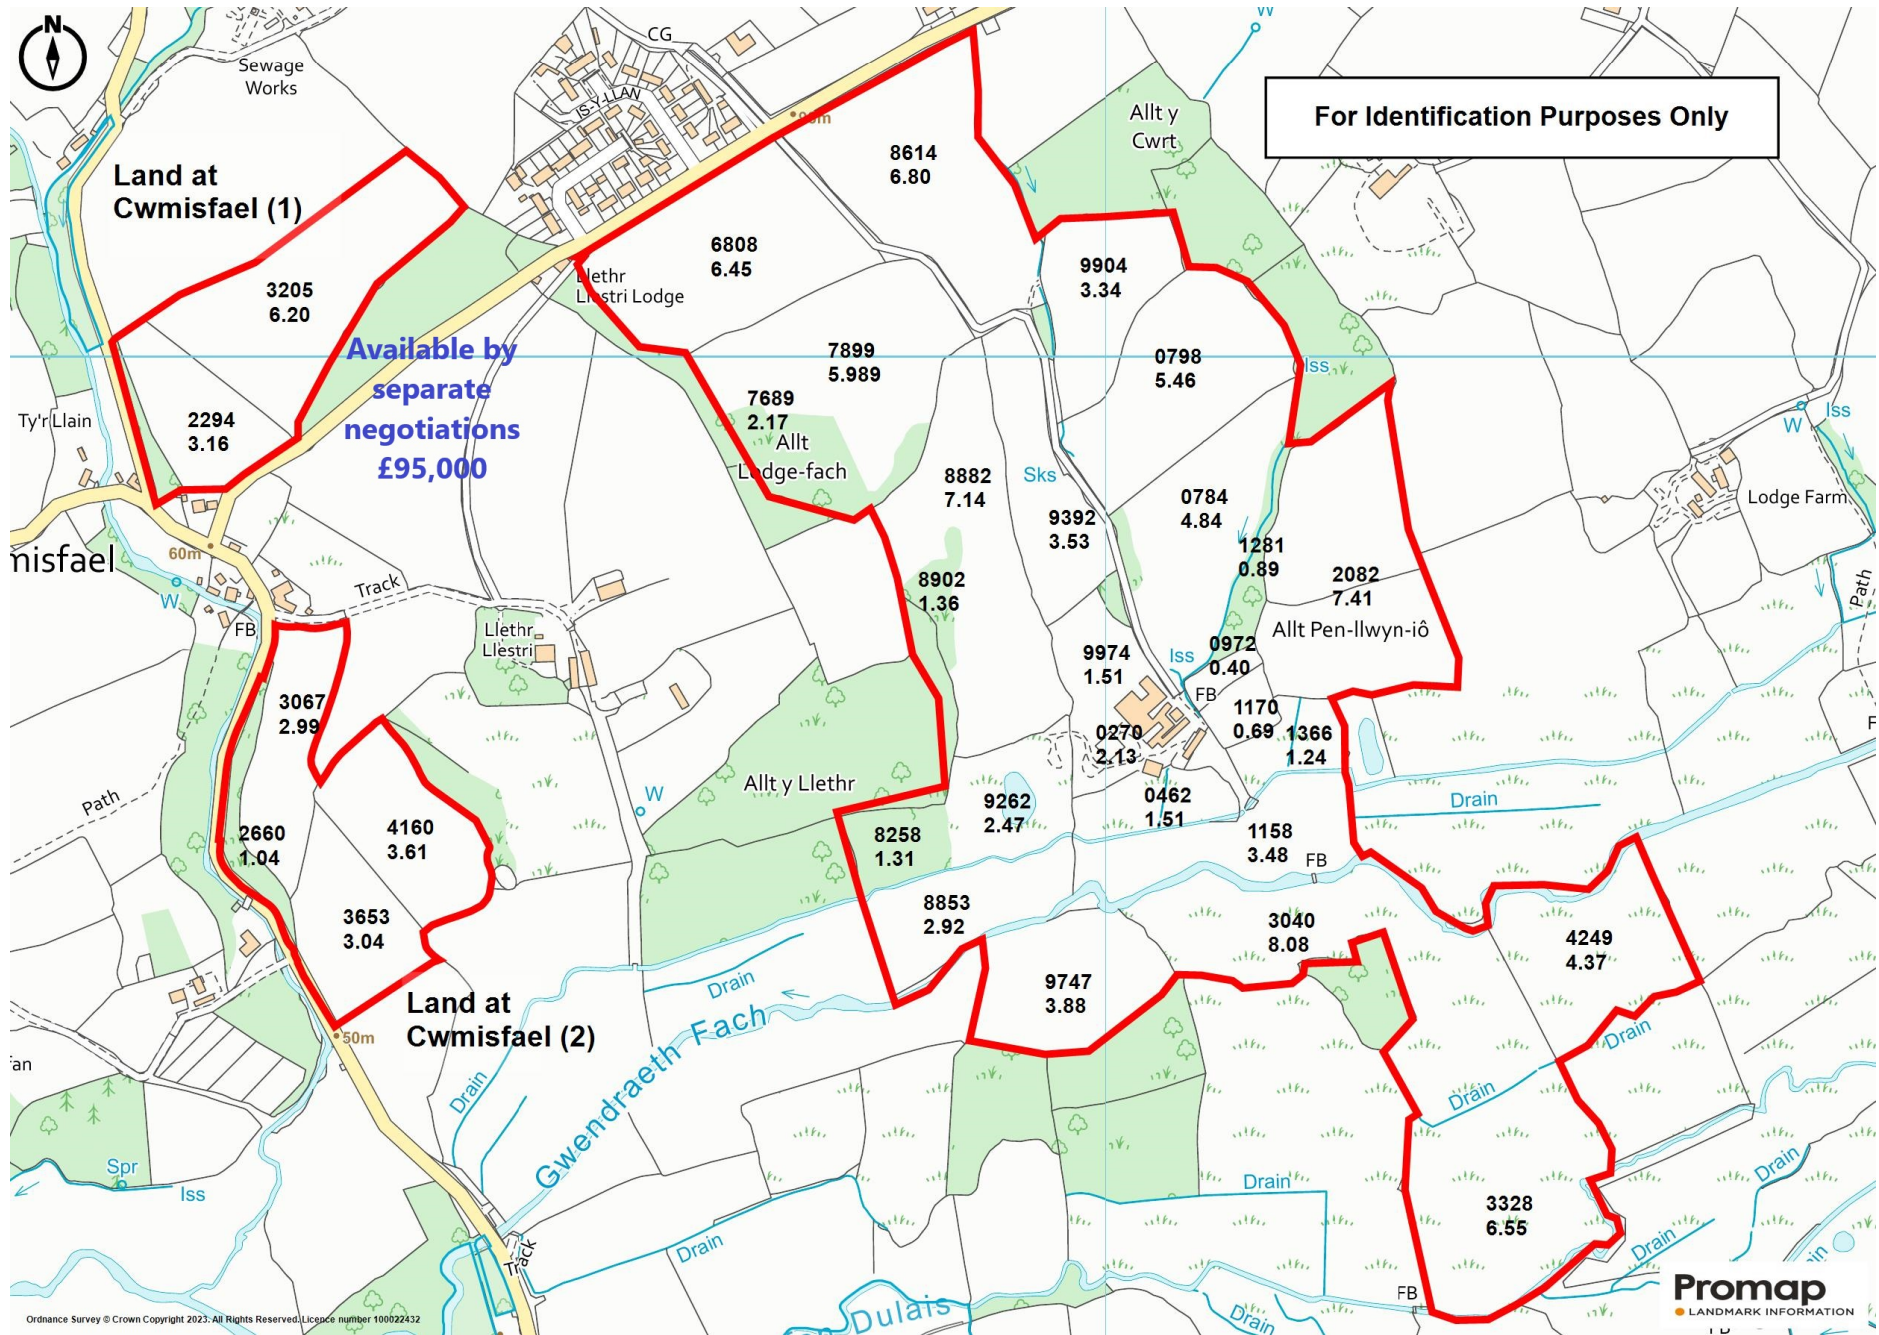 N
Sewage
Works
CG
IS-Y-LLAN
W
Allt y
Cwrt
For Identification Purposes Only
Land at
Cwmisfael (1)
8614
6.80
6808
6.45
Llethr
Llestri Lodge
9904
3.34
3205
6.20
Available by
separate
negotiations
£95,000
7899
5.989
0798
5.46
Iss
7689
2.17
Allt
Lodge-fach
Ty'r Llain
2294
3.16
W
Iss
8882
7.14
Sks
0784
4.84
Lodge Farm
9392
3.53
misfael
60m
1281
0.89
2082
7.41
Track
8902
1.36
Path
W
FB
Llethr
Llestri
Allt Pen-llwyn-iô
0972
0.40
9974
1.51
Iss
FB
3067
2.99
1170
0.69
0270
2.13
1366
1.24
Path
Allt y Llethr
W
9262
2.47
0462
1.51
Drain
2660
1.04
4160
3.61
8258
1.31
1158
3.48
FB
3653
3.04
8853
2.92
3040
8.08
4249
4.37
Drain
9747
3.88
Land at
Cwmisfael (2)
50m
Gwendraeth Fach
Drain
Drain
Drain
Spr
Iss
Drain
Drain
3328
6.55
Track
Drain
Drain
FB
Dulais
Drain
Promap
LANDMARK INFORMATION
Ordnance Survey © Crown Copyright 2023. All Rights Reserved. Licence number 100022432